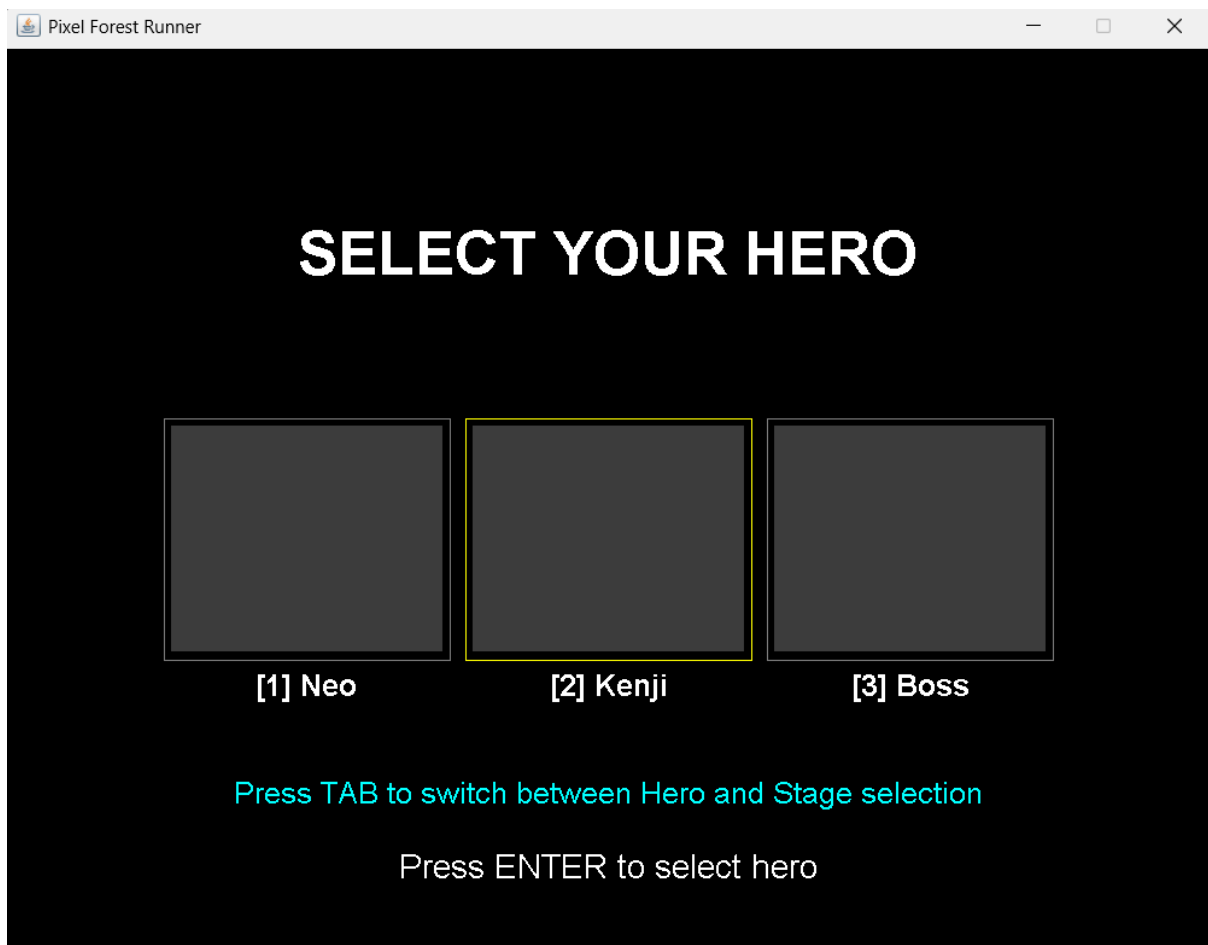 Pixel Forest Runner
SELECT YOUR HERO
[1] Neo
[2] Kenji
[3] Boss
Press TAB to switch between Hero and Stage selection
Press ENTER to select hero